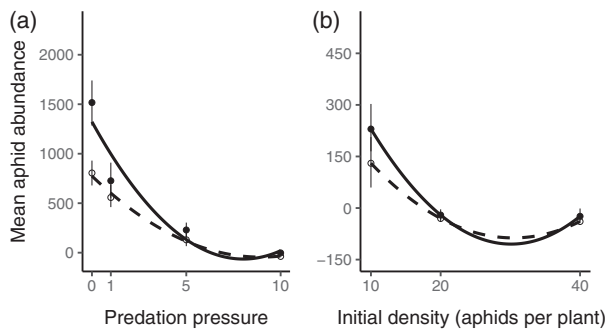 (a)
Mean aphid abundance
2000
1500
1000
500
0
0 1 5 10
Predation pressure
(b)
450
300
150
0
−150
10 20 40
Initial density (aphids per plant)